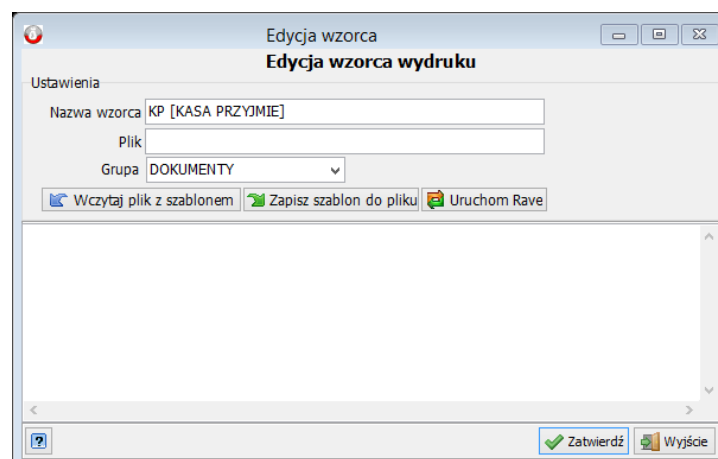 Edycja wzorca
Edycja wzorca wydruku
Ustawienia
Nazwa wzorca KP [KASA PRZYJMIE]
Plik
Grupa DOKUMENTY
Wczytaj plik z szablonem Zapisz szablon do pliku Uruchom Rave
? Zatwierdź Wyjście